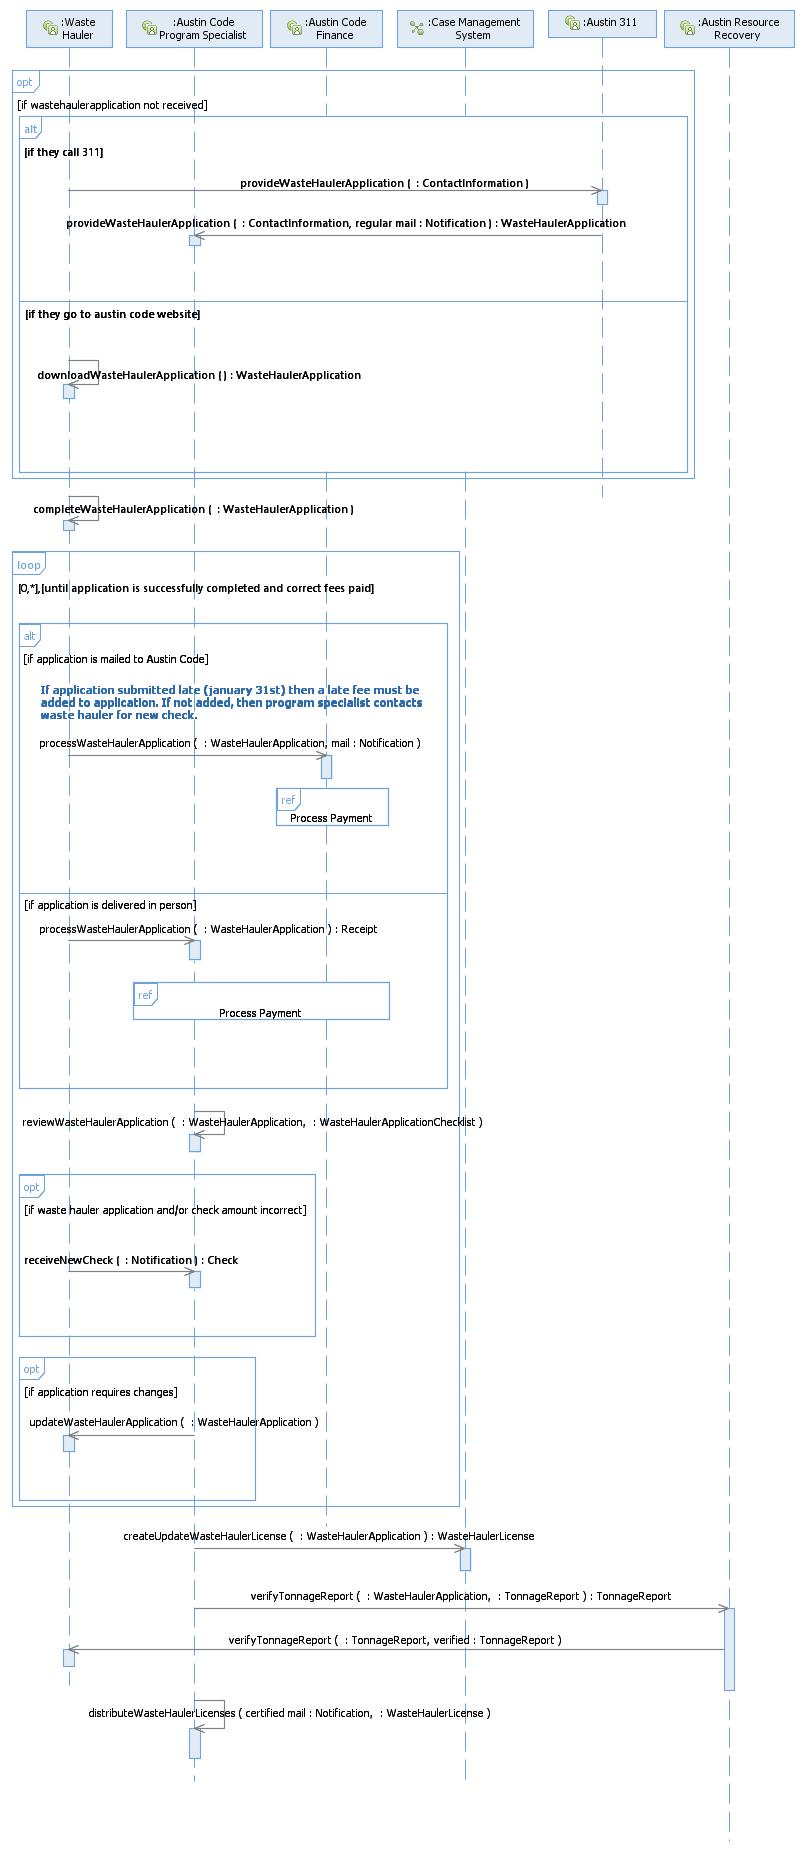 :Waste
Hauler
:Austin Code
Program Specialist
:Austin Code
Finance
:Case Management
System
:Austin 311
:Austin Resource
Recovery
opt
[if wastehaulerapplication not received]
alt
[if they call 311]
provideWasteHaulerApplication ( : ContactInformation )
provideWasteHaulerApplication ( : ContactInformation, regular mail : Notification ) : WasteHaulerApplication
[if they go to austin code website]
downloadWasteHaulerApplication () : WasteHaulerApplication
completeWasteHaulerApplication ( : WasteHaulerApplication )
loop
[0,*],[until application is successfully completed and correct fees paid]
alt
[if application is mailed to Austin Code]
If application submitted late (january 31st) then a late fee must be
added to application. If not added, then program specialist contacts
waste hauler for new check.
processWasteHaulerApplication ( : WasteHaulerApplication, mail : Notification )
ref
Process Payment
[if application is delivered in person]
processWasteHaulerApplication ( : WasteHaulerApplication ) : Receipt
ref
Process Payment
reviewWasteHaulerApplication ( : WasteHaulerApplication, : WasteHaulerApplicationChecklist )
opt
[if waste hauler application and/or check amount incorrect]
receiveNewCheck ( : Notification ) : Check
opt
[if application requires changes]
updateWasteHaulerApplication ( : WasteHaulerApplication )
createUpdateWasteHaulerLicense ( : WasteHaulerApplication ) : WasteHaulerLicense
verifyTonnageReport ( : WasteHaulerApplication, : TonnageReport ) : TonnageReport
verifyTonnageReport ( : TonnageReport, verified : TonnageReport )
distributeWasteHaulerLicenses ( certified mail : Notification, : WasteHaulerLicense )